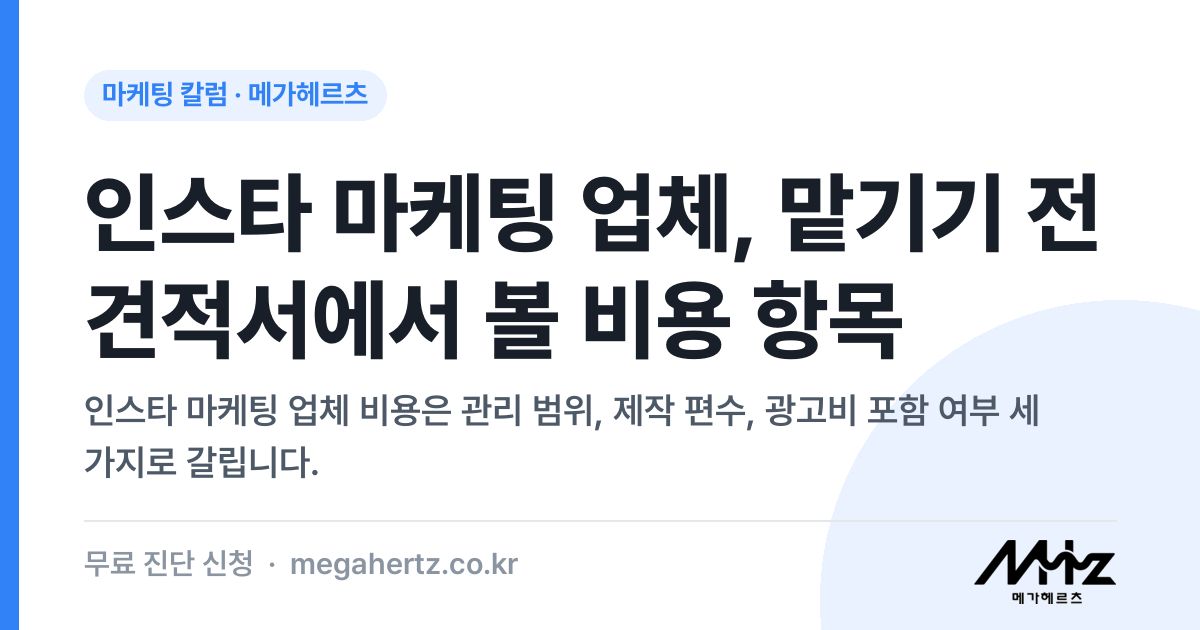 마케팅 칼럼 · 메가헤르츠
인스타 마케팅 업체, 맡기기 전
견적서에서 볼 비용 항목
인스타 마케팅 업체 비용은 관리 범위, 제작 편수, 광고비 포함 여부 세
가지로 갈립니다.
무료 진단 신청 · megahertz.co.kr
MHz
메가헤르츠